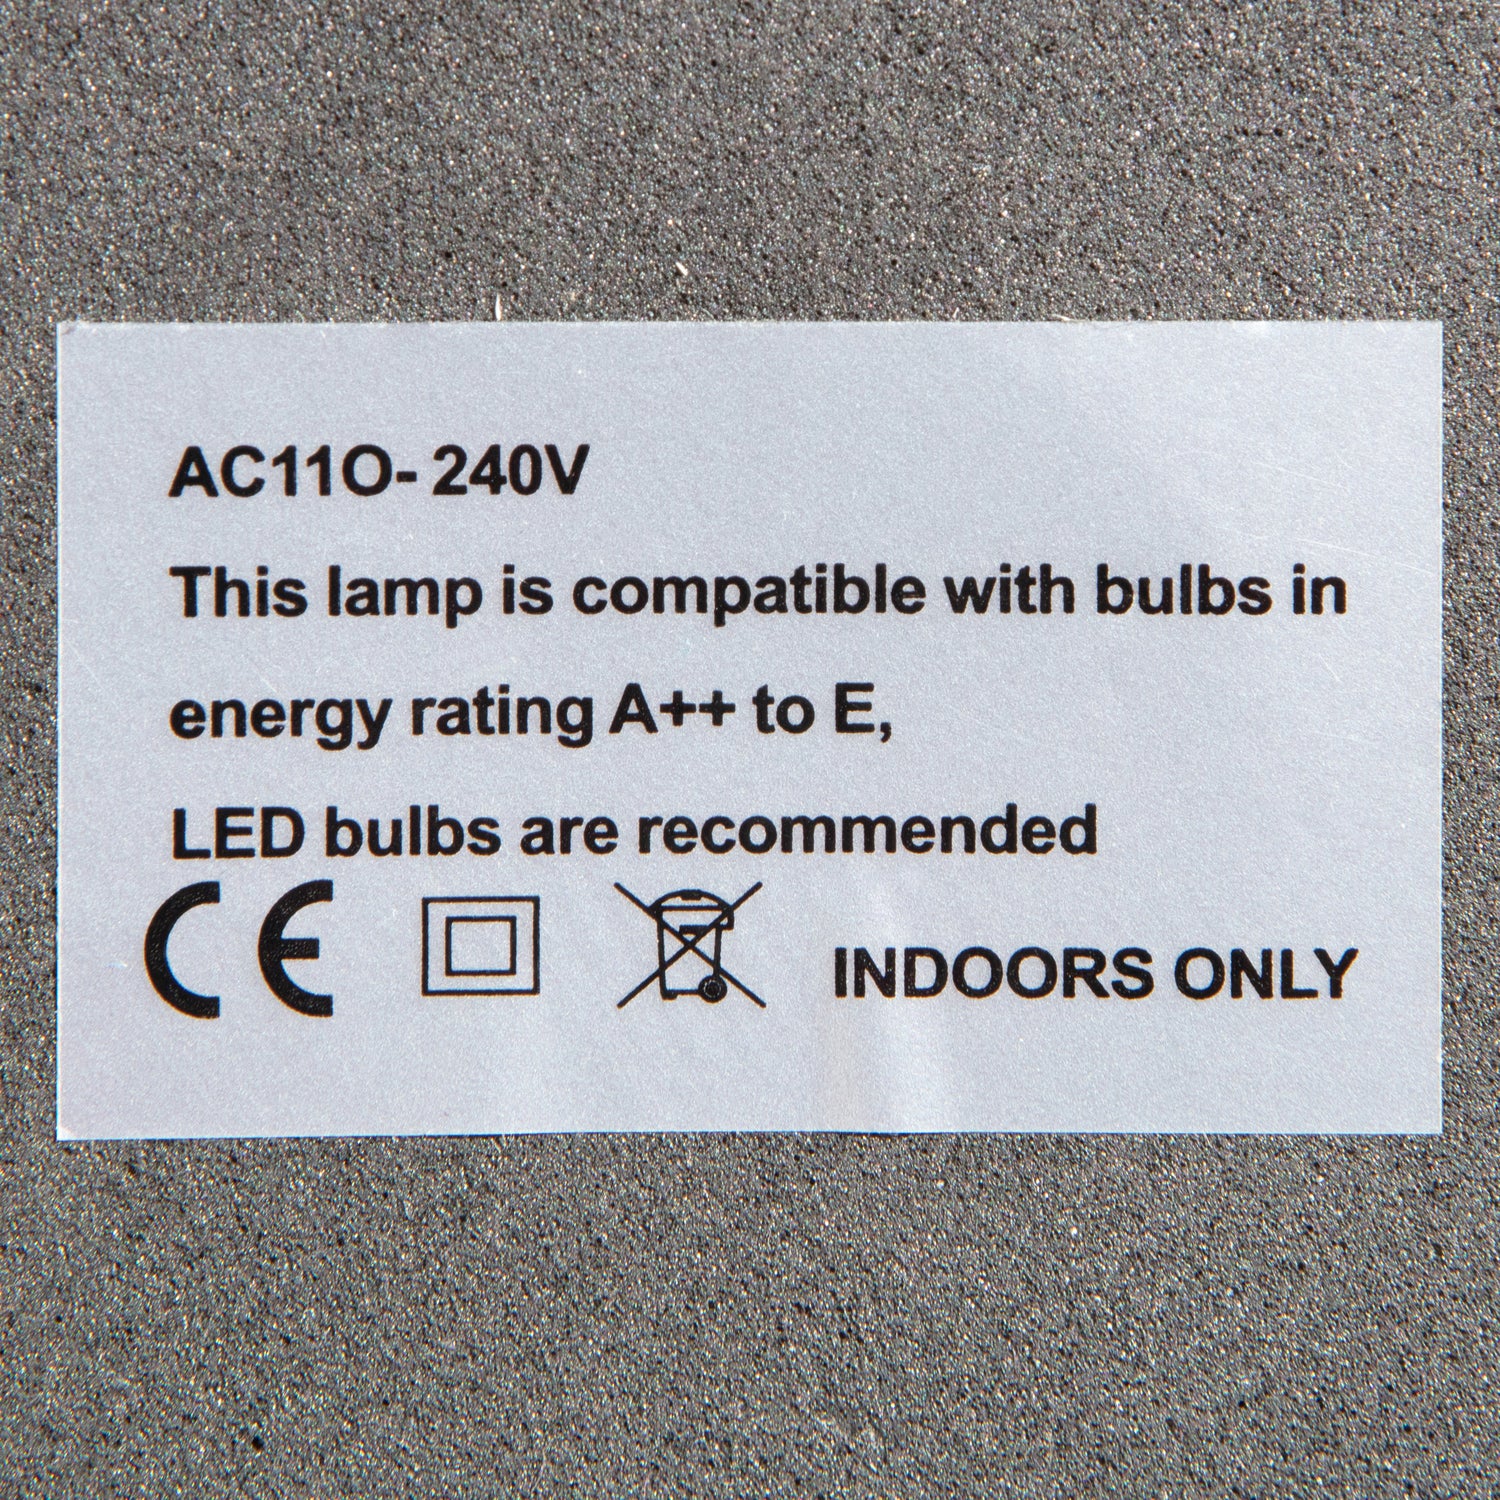 AC11O- 240V
This lamp is compatible with bulbs in
energy rating A++ to E,
LED bulbs are recommended
CE INDOORS ONLY